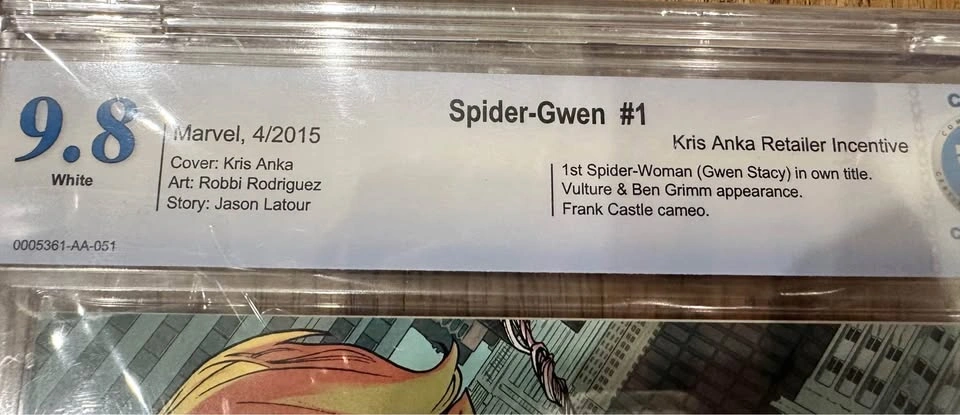 9.8
White
0005361-AA-051
Marvel, 4/2015
Cover: Kris Anka
Art: Robbi Rodriguez
Story: Jason Latour
Spider-Gwen #1
Kris Anka Retailer Incentive
1st Spider-Woman (Gwen Stacy) in own title.
Vulture & Ben Grimm appearance.
Frank Castle cameo.